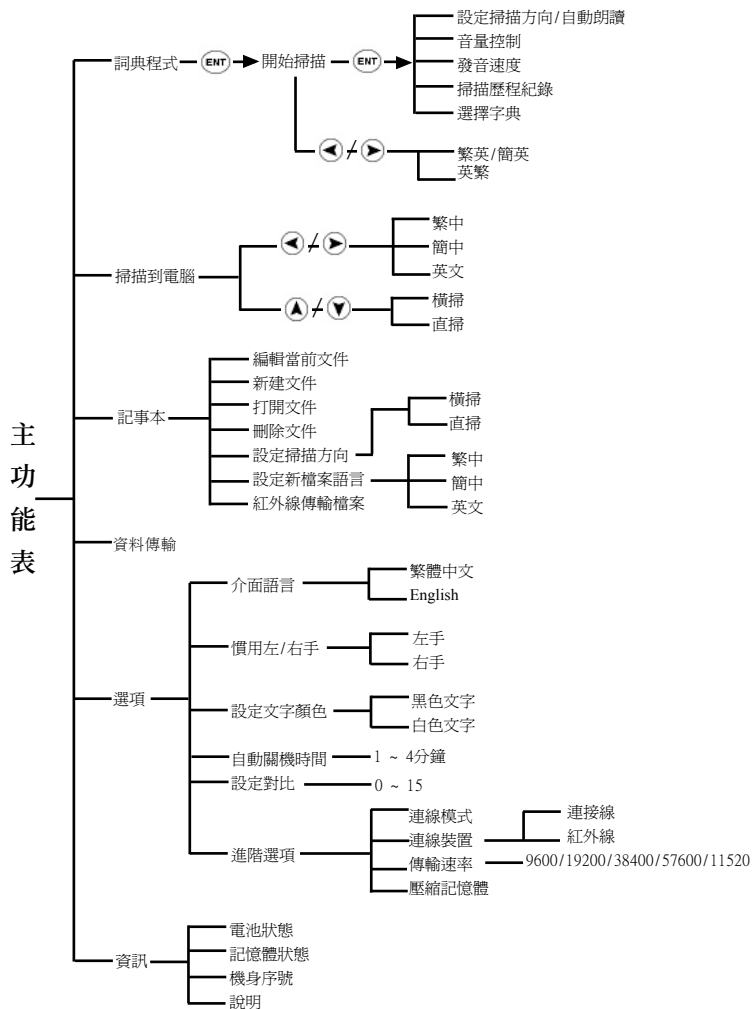 主功能表
詞典程式
ENT
開始掃描
ENT
設定掃描方向/自動朗讀
音量控制
發音速度
掃描歷程紀錄
選擇字典
/
繁英/簡英
英繁
掃描到電腦
/
繁中
簡中
英文
/
橫掃
直掃
記事本
編輯當前文件
新建文件
打開文件
刪除文件
設定掃描方向
橫掃
直掃
設定新檔案語言
繁中
簡中
英文
紅外線傳輸檔案
資料傳輸
選項
介面語言
繁體中文
English
慣用左/右手
左手
右手
設定文字顏色
黑色文字
白色文字
自動關機時間
1 ~ 4分鐘
設定對比
0 ~ 15
進階選項
連線模式
連線裝置
連接線
紅外線
傳輸速率
9600/19200/38400/57600/11520
壓縮記憶體
資訊
電池狀態
記憶體狀態
機身序號
說明